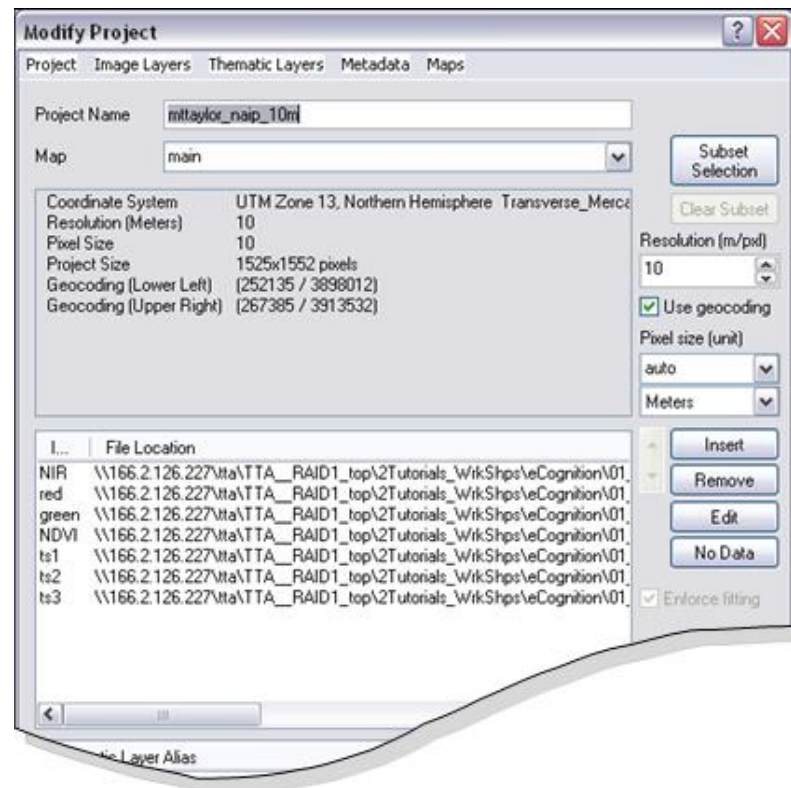 Modify Project
Project Image Layers Thematic Layers Metadata Maps
Project Name mttaylor_naip_10m
Map main
Subset Selection
Clear Subset
Coordinate System UTM Zone 13, Northern Hemisphere Transverse_Merca
Resolution (Meters) 10
Pixel Size 10
Project Size 1525x1552 pixels
Geocoding (Lower Left) (252135 / 3898012)
Geocoding (Upper Right) (267385 / 3913532)
Resolution (m/pxl)
10
Use geocoding
Pixel size (unit)
auto
Meters
I... File Location
NIR \\166.2.126.227\tta\TTA__RAID1_top\2Tutorials_WrkShps\eCognition\01_
red \\166.2.126.227\tta\TTA__RAID1_top\2Tutorials_WrkShps\eCognition\01_
green \\166.2.126.227\tta\TTA__RAID1_top\2Tutorials_WrkShps\eCognition\01_
NDVI \\166.2.126.227\tta\TTA__RAID1_top\2Tutorials_WrkShps\eCognition\01_
ts1 \\166.2.126.227\tta\TTA__RAID1_top\2Tutorials_WrkShps\eCognition\01_
ts2 \\166.2.126.227\tta\TTA__RAID1_top\2Tutorials_WrkShps\eCognition\01_
ts3 \\166.2.126.227\tta\TTA__RAID1_top\2Tutorials_WrkShps\eCognition\01_
Insert
Remove
Edit
No Data
Enforce fitting
Layer Alias